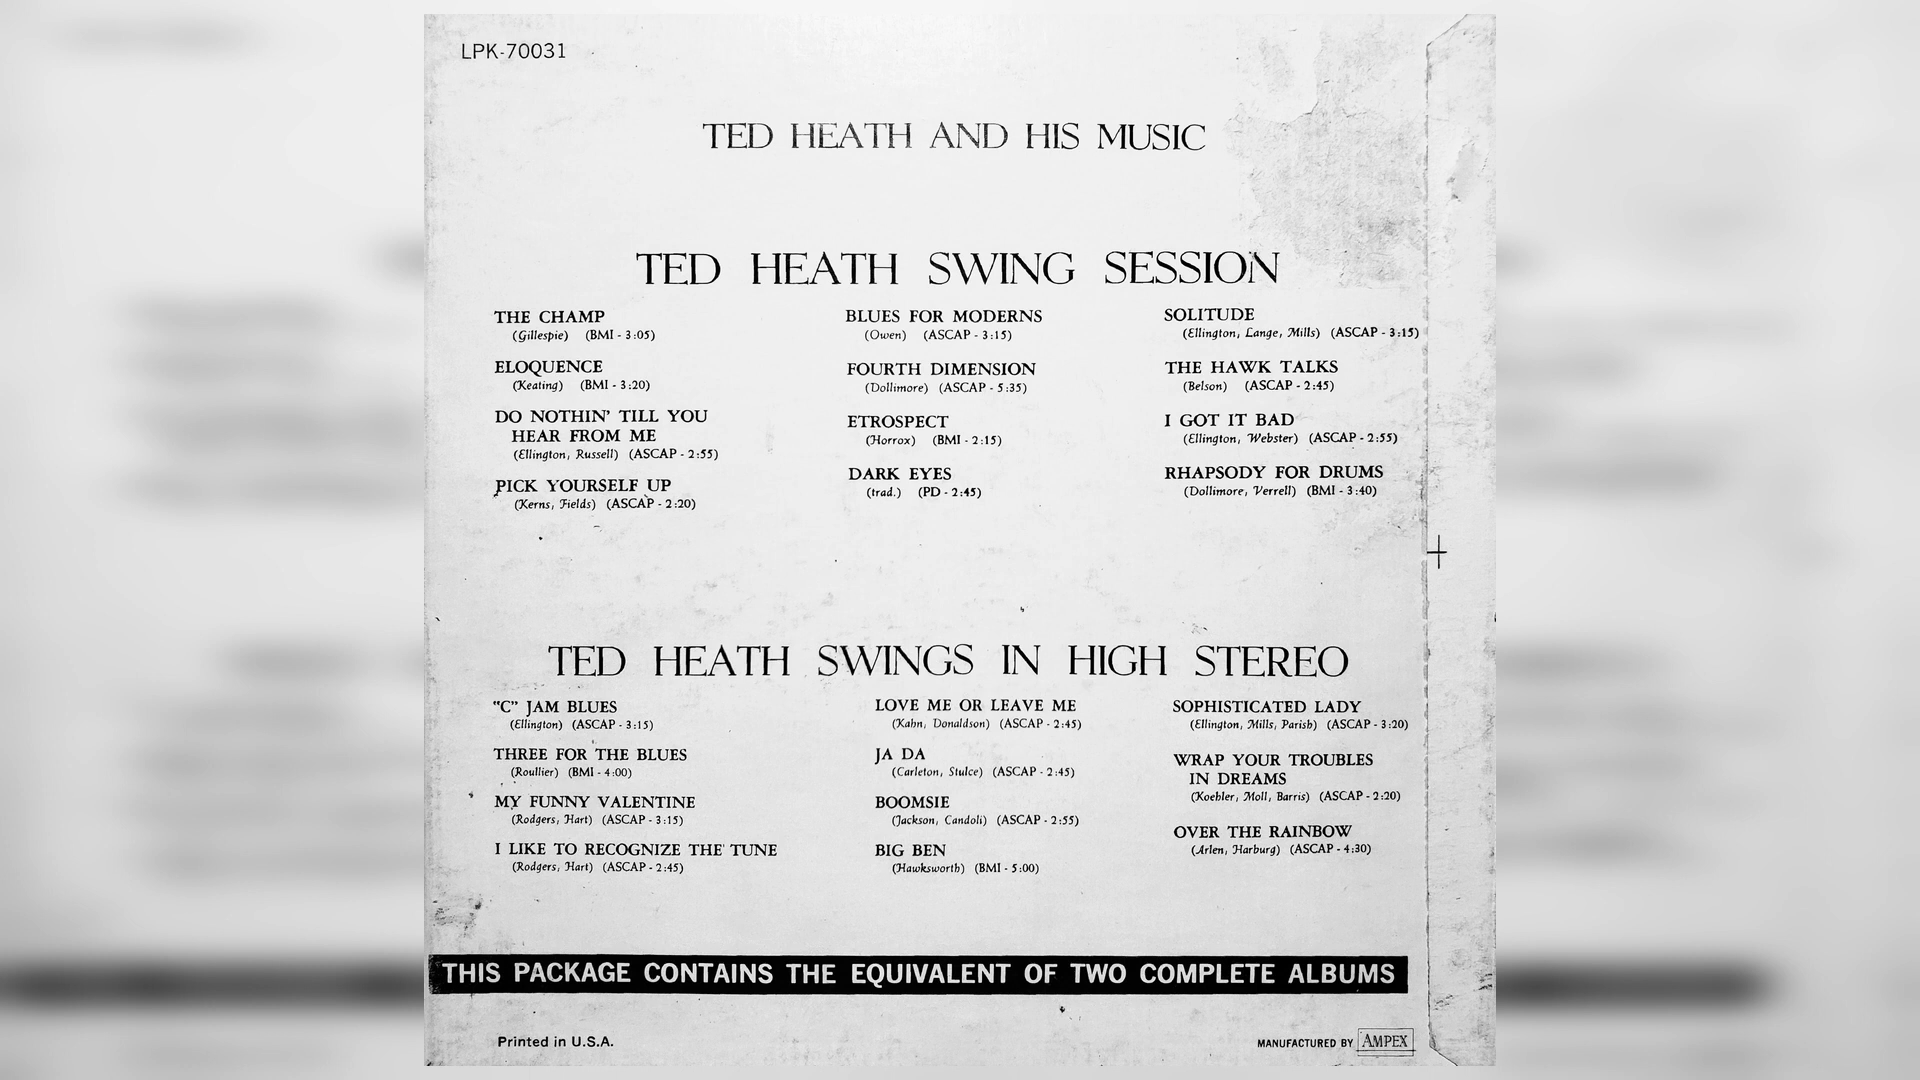 LPK-70031
TED HEATH AND HIS MUSIC
TED HEATH SWING SESSION
THE CHAMP
(Gillespie) (BMI - 3:05)
ELOQUENCE
(Keating) (BMI - 3:20)
DO NOTHIN' TILL YOU
HEAR FROM ME
(Ellington, Russell) (ASCAP - 2:55)
PICK YOURSELF UP
(Kerns, Fields) (ASCAP - 2:20)
BLUES FOR MODERNS
(Owen) (ASCAP - 3:15)
FOURTH DIMENSION
(Dollimore) (ASCAP - 5:35)
ETROSPECT
(Horrox) (BMI - 2:15)
DARK EYES
(trad.) (PD - 2:45)
SOLITUDE
(Ellington, Lange, Mills) (ASCAP - 3:15)
THE HAWK TALKS
(Belson) (ASCAP - 2:45)
I GOT IT BAD
(Ellington, Webster) (ASCAP - 2:55)
RHAPSODY FOR DRUMS
(Dollimore, Verrell) (BMI - 3:40)
TED HEATH SWINGS IN HIGH STEREO
"C" JAM BLUES
(Ellington) (ASCAP - 3:15)
THREE FOR THE BLUES
(Roullier) (BMI - 4:00)
MY FUNNY VALENTINE
(Rodgers, Hart) (ASCAP - 3:15)
I LIKE TO RECOGNIZE THE TUNE
(Rodgers, Hart) (ASCAP - 2:45)
LOVE ME OR LEAVE ME
(Kahn, Donaldson) (ASCAP - 2:45)
JA DA
(Carleton, Stulce) (ASCAP - 2:45)
BOOMSIE
(Jackson, Candoli) (ASCAP - 2:55)
BIG BEN
(Hawksworth) (BMI - 5:00)
SOPHISTICATED LADY
(Ellington, Mills, Parish) (ASCAP - 3:20)
WRAP YOUR TROUBLES
IN DREAMS
(Koehler, Moll, Barris) (ASCAP - 2:20)
OVER THE RAINBOW
(Arlen, Harburg) (ASCAP - 4:30)
THIS PACKAGE CONTAINS THE EQUIVALENT OF TWO COMPLETE ALBUMS
Printed in U.S.A.
MANUFACTURED BY AMPEX